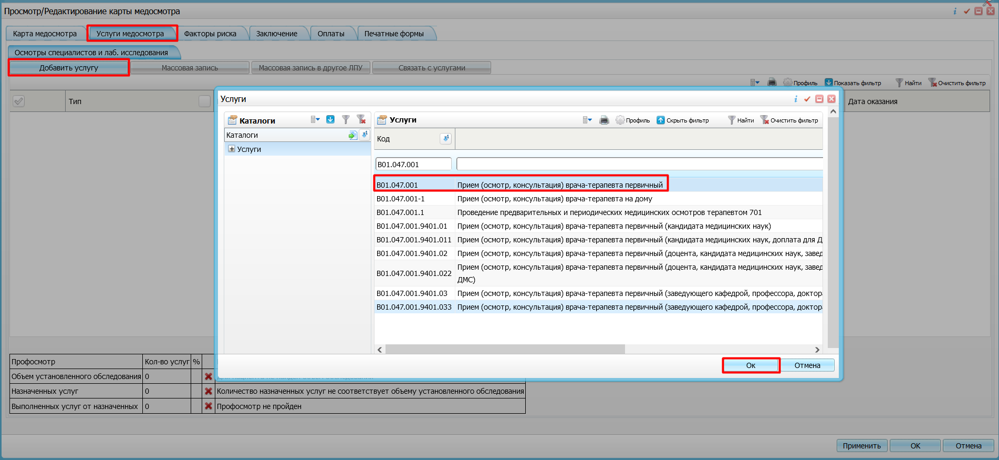 Просмотр/Редактирование карты медосмотра
Карта медосмотра Услуги медосмотра Факторы риска Заключение Оплаты Печатные формы
Осмотры специалистов и лаб. исследования
Добавить услугу Массовая запись Массовая запись в другое ЛПУ Связать с услугами
Профиль Показать фильтр Найти Очистить фильтр
Тип Дата оказания
Услуги
Каталоги
Каталоги
Услуги
Услуги Профиль Скрыть фильтр Найти Очистить фильтр
Код
B01.047.001
B01.047.001 Прием (осмотр, консультация) врача-терапевта первичный
B01.047.001-1 Прием (осмотр, консультация) врача-терапевта на дому
B01.047.001.1 Проведение предварительных и периодических медицинских осмотров терапевтом 701
B01.047.001.9401.01 Прием (осмотр, консультация) врача-терапевта первичный (кандидата медицинских наук)
B01.047.001.9401.011 Прием (осмотр, консультация) врача-терапевта первичный (кандидата медицинских наук, доплата для Д
B01.047.001.9401.02 Прием (осмотр, консультация) врача-терапевта первичный (доцента, кандидата медицинских наук, завед
B01.047.001.9401.022 Прием (осмотр, консультация) врача-терапевта первичный (доцента, кандидата медицинских наук, завед
ДМС)
B01.047.001.9401.03 Прием (осмотр, консультация) врача-терапевта первичный (заведующего кафедрой, профессора, доктора
B01.047.001.9401.033 Прием (осмотр, консультация) врача-терапевта первичный (заведующего кафедрой, профессора, доктора
Ок Отмена
Профосмотр Кол-во услуг %
Объем установленного обследования 0
Назначенных услуг 0 Количество назначенных услуг не соответствует объему установленного обследования
Выполненных услуг от назначенных 0 Профосмотр не пройден
Применить ОК Отмена